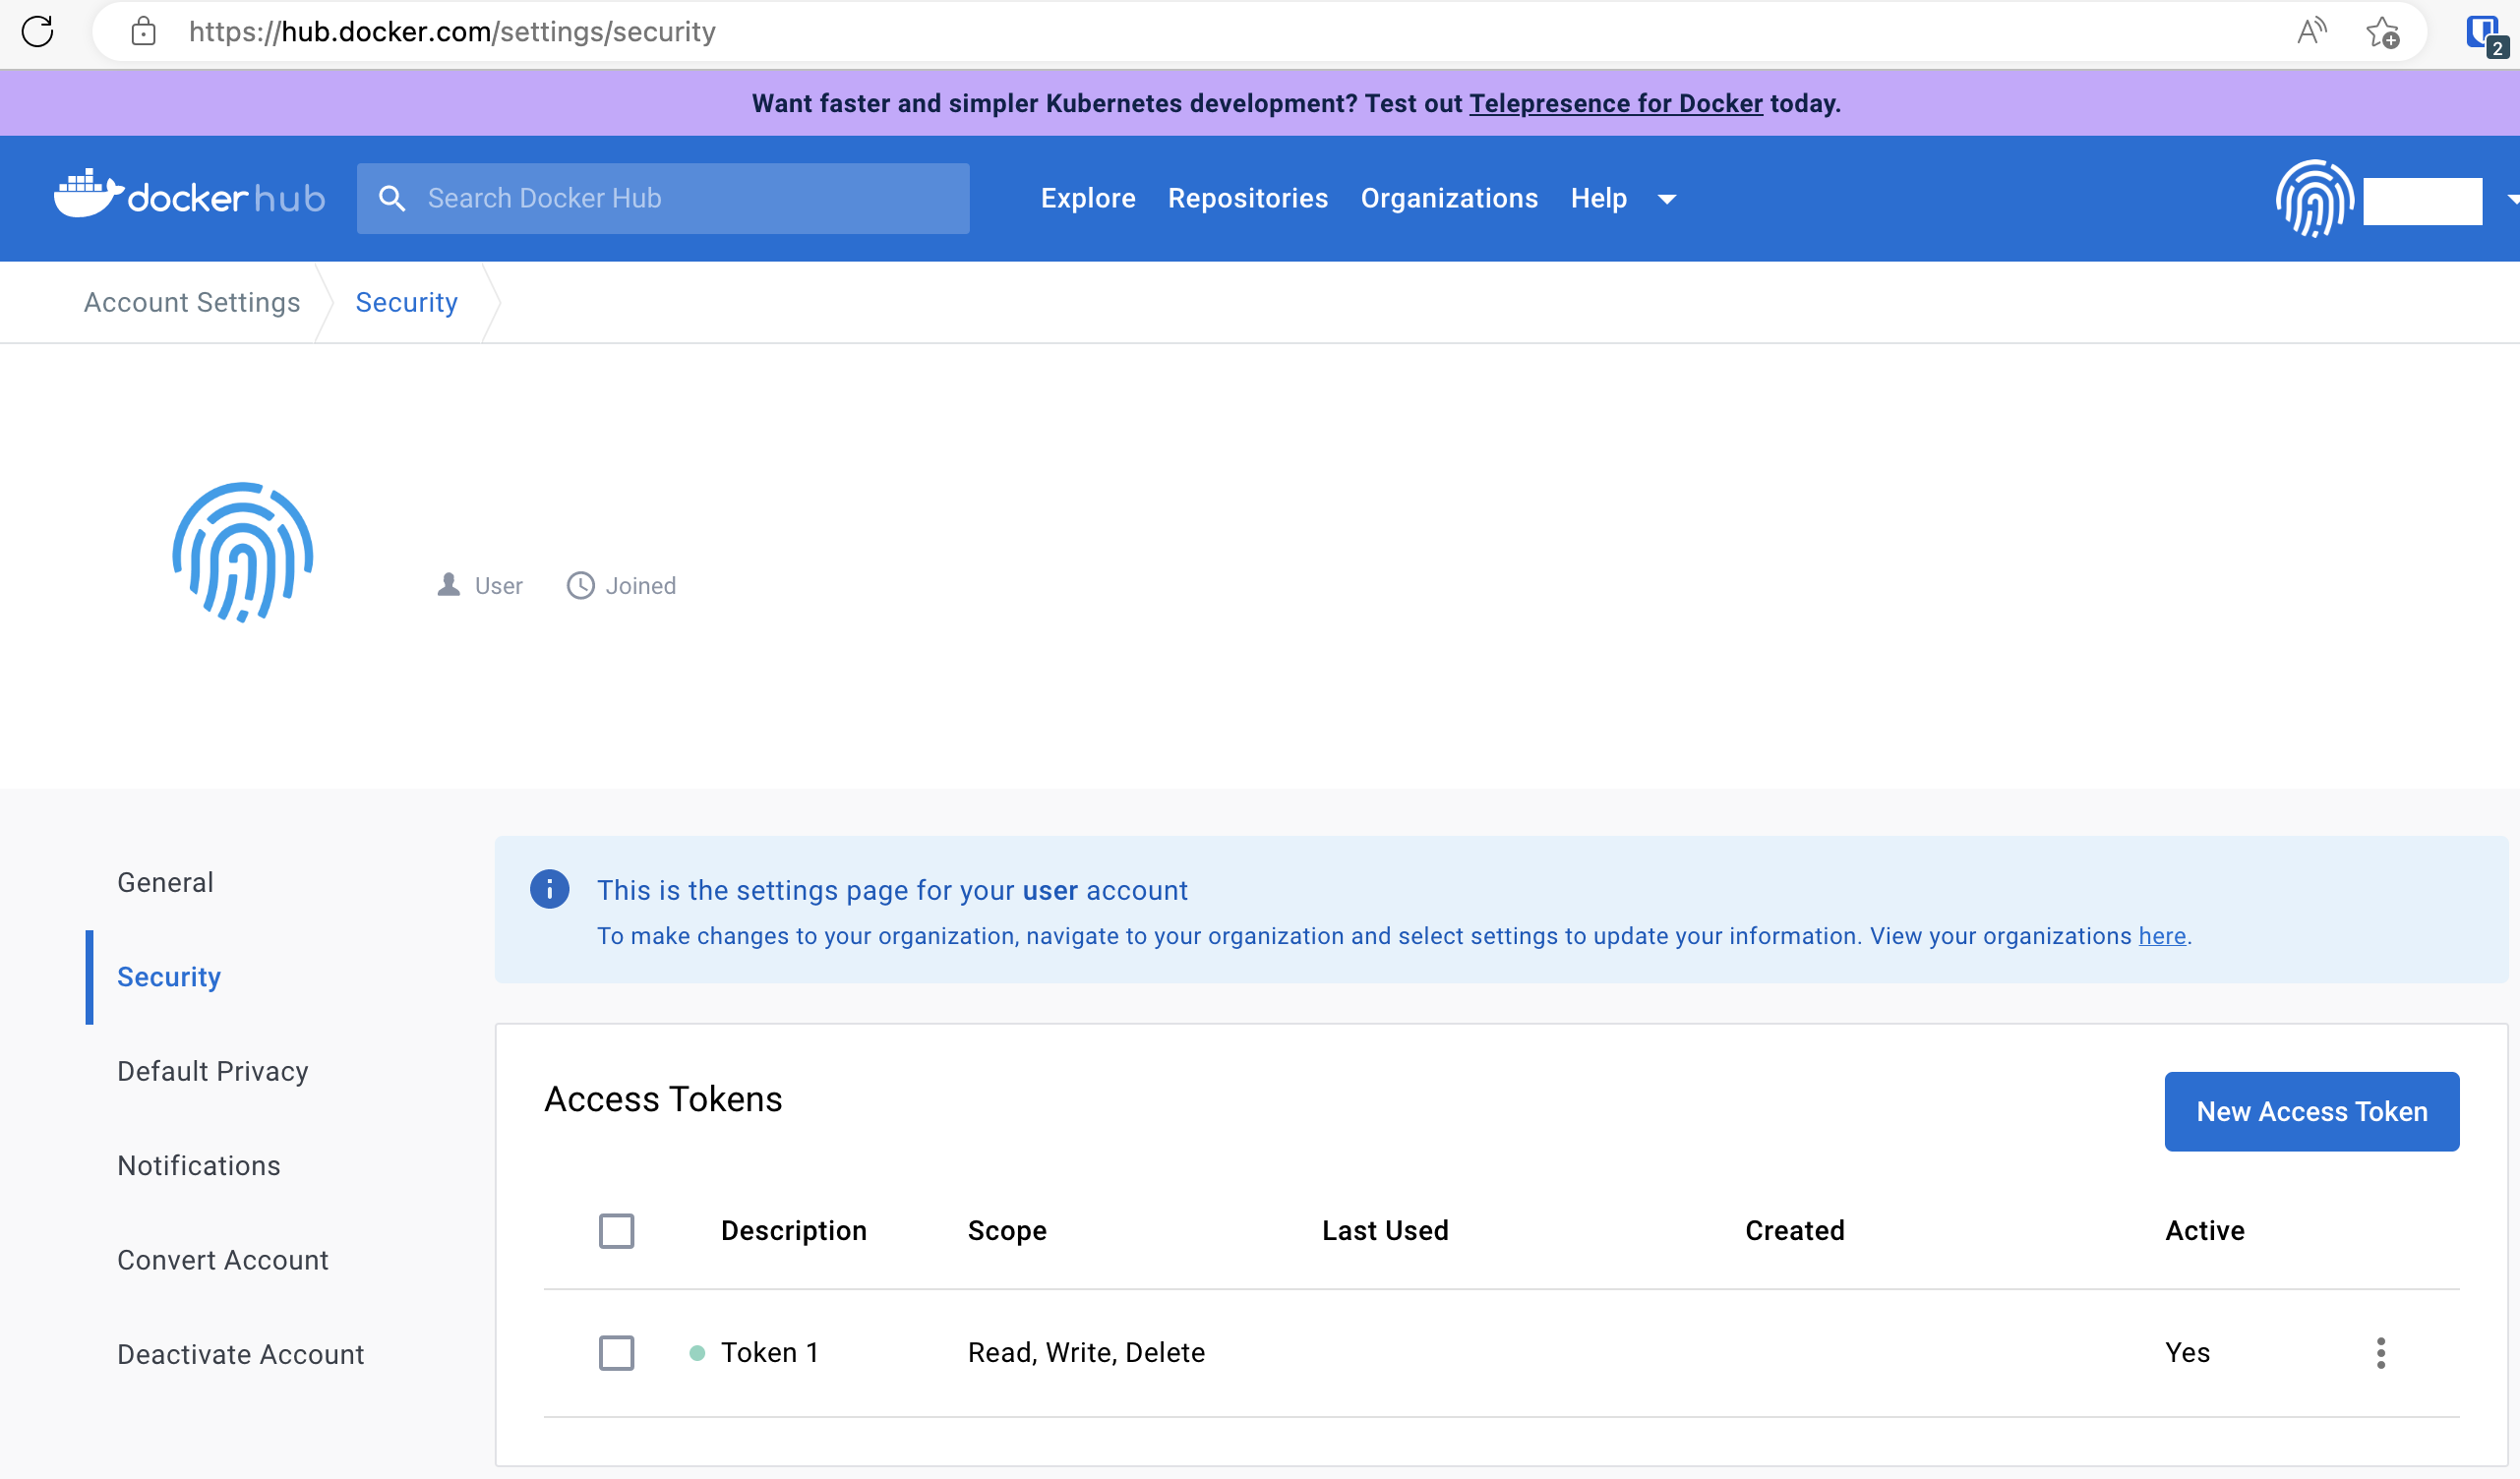 https://hub.docker.com/settings/security
2
Want faster and simpler Kubernetes development? Test out Telepresence for Docker today.
docker hub
Search Docker Hub
Explore
Repositories
Organizations
Help
Account Settings
Security
User
Joined
General
Security
Default Privacy
Notifications
Convert Account
Deactivate Account
This is the settings page for your user account
To make changes to your organization, navigate to your organization and select settings to update your information. View your organizations here.
Access Tokens
New Access Token
Description Scope Last Used Created Active
Token 1 Read, Write, Delete Yes